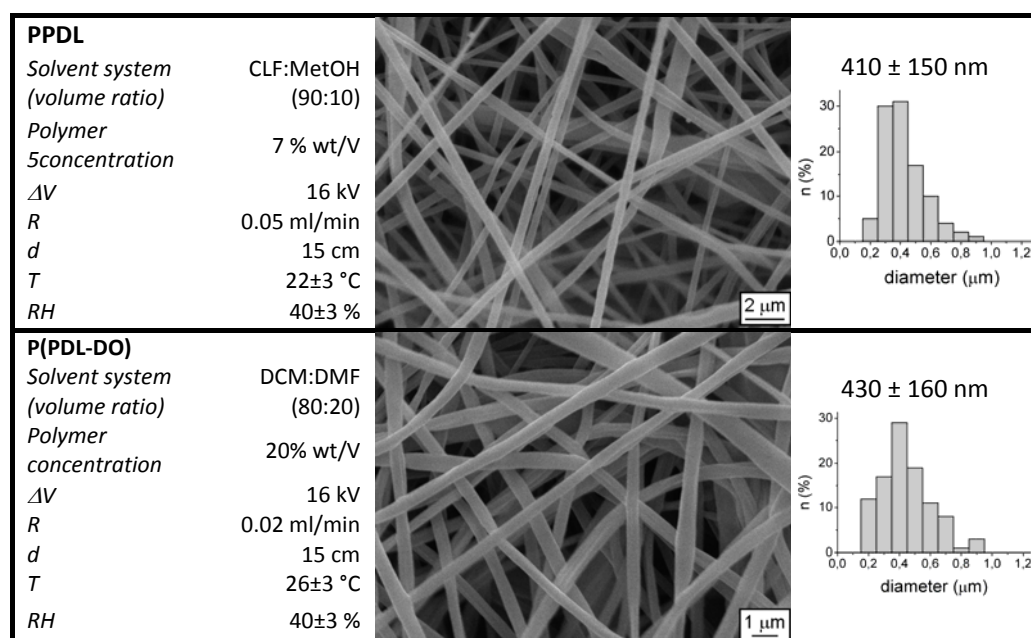 PPDL
Solvent system CLF:MetOH
(volume ratio) (90:10)
Polymer
5concentration 7 % wt/V
ΔV 16 kV
R 0.05 ml/min
d 15 cm
T 22±3 °C
RH 40±3 %
2 μm
410 ± 150 nm
30
20
10
0
n (%)
0,0 0,2 0,4 0,6 0,8 1,0 1,2
diameter (μm)
P(PDL-DO)
Solvent system DCM:DMF
(volume ratio) (80:20)
Polymer
concentration 20% wt/V
ΔV 16 kV
R 0.02 ml/min
d 15 cm
T 26±3 °C
RH 40±3 %
1 μm
430 ± 160 nm
30
20
10
0
n (%)
0,0 0,2 0,4 0,6 0,8 1,0 1,2
diameter (μm)